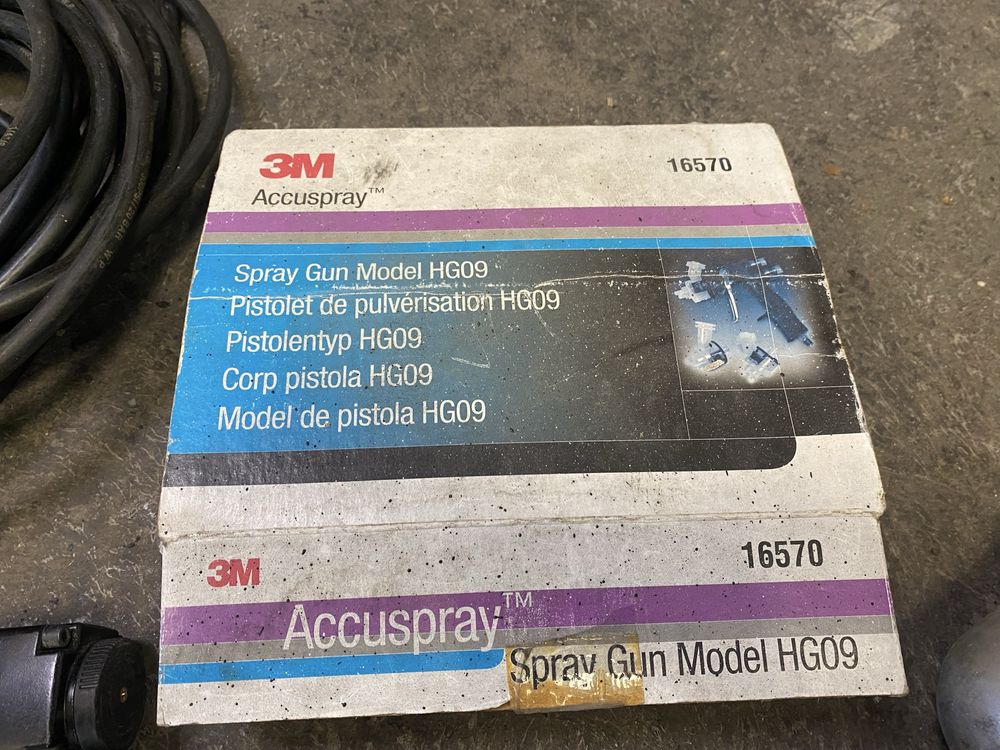 3M
16570
Accuspray™
Spray Gun Model HG09
Pistolet de pulvérisation HG09
Pistolentyp HG09
Corp pistola HG09
Model de pistola HG09
3M
16570
Accuspray™
Spray Gun Model HG09